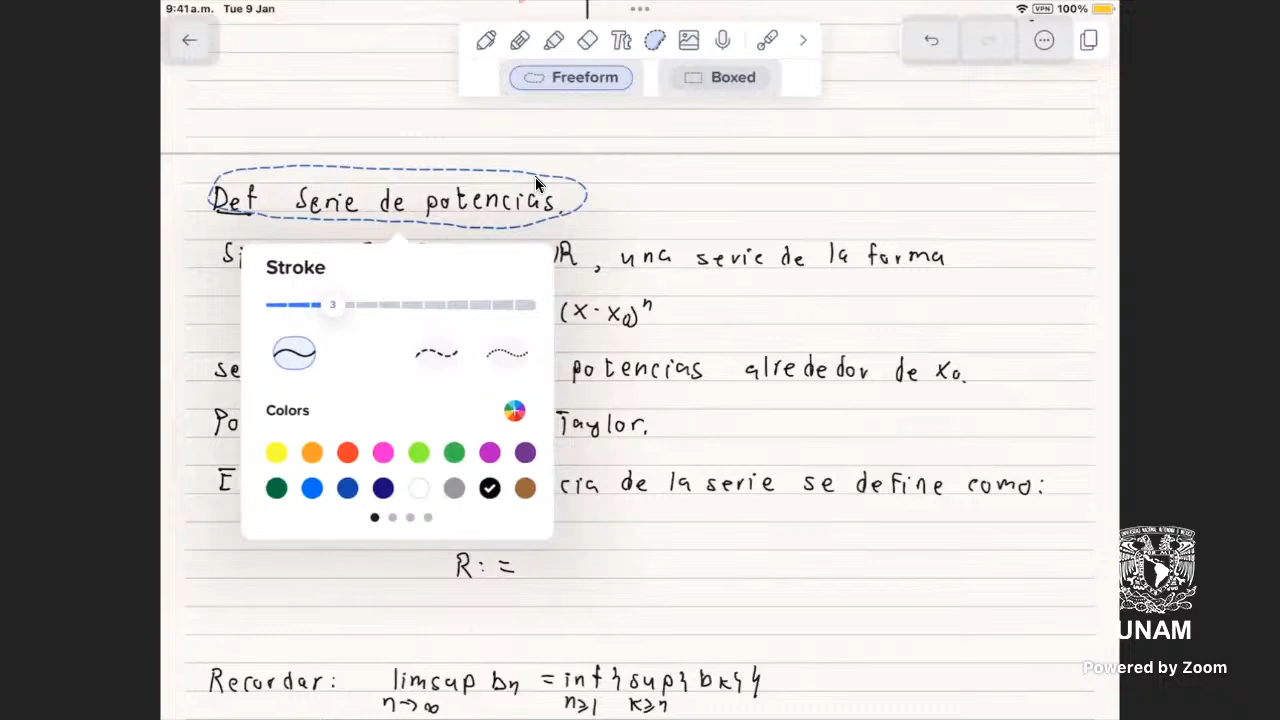 9:41a.m. Tue 9 Jan
VPN 100%
Tt
Freeform Boxed
Def Serie de potencias.
R, una serie de la forma
(x-x₀)ⁿ
potencias alrededor de x₀.
Taylor.
de la serie se define como:
R:=
Recordar: limsup bn = inf{sup{bk}}
n→∞ n≥1 k≥n
Stroke
3
Colors
UNAM
Powered by Zoom